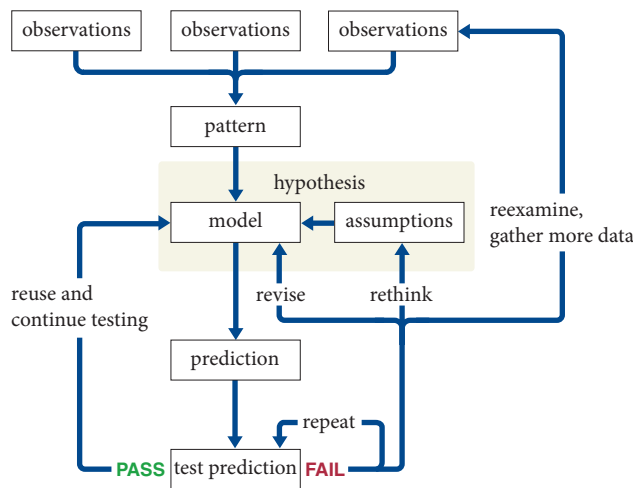 observations
observations
observations
pattern
hypothesis
model
assumptions
reexamine,
gather more data
reuse and
continue testing
revise
rethink
prediction
repeat
PASS
test prediction
FAIL